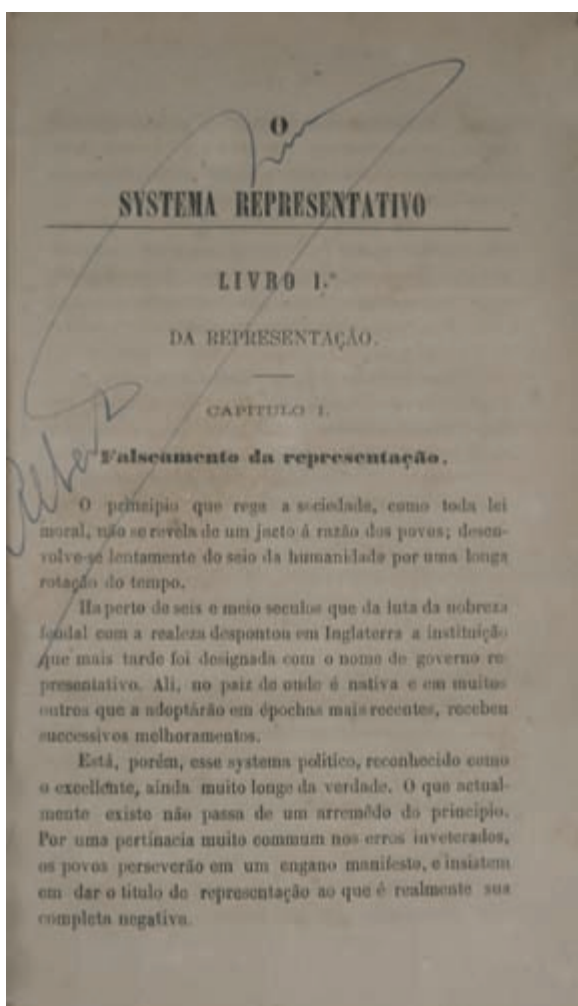 O
SYSTEMA REPRESENTATIVO
LIVRO I.º
DA REPRESENTAÇÃO.
CAPITULO I.
Falseamento da representação.
O principio que rege a sociedade, como toda lei
moral, não se revela de um jacto á razão dos povos; desen-
volve-se lentamente do seio da humanidade por uma longa
rotação do tempo.
Ha perto de seis e meio seculos que da luta da nobreza
feudal com a realeza despontou em Inglaterra a instituição
que mais tarde foi designada com o nome de governo re-
presentativo. Ali, no paiz de onde é nativa e em muitos
outros que a adoptárão em épochas mais recentes, recebeu
successivos melhoramentos.
Está, porém, esse systema politico, reconhecido como
o excellente, ainda muito longe da verdade. O que actual-
mente existe não passa de um arremêdo do principio.
Por uma pertinacia muito commum nos erros inveterados,
os povos perseverão em um engano manifesto, e insistem
em dar o titulo de representação ao que é realmente sua
completa negativa.